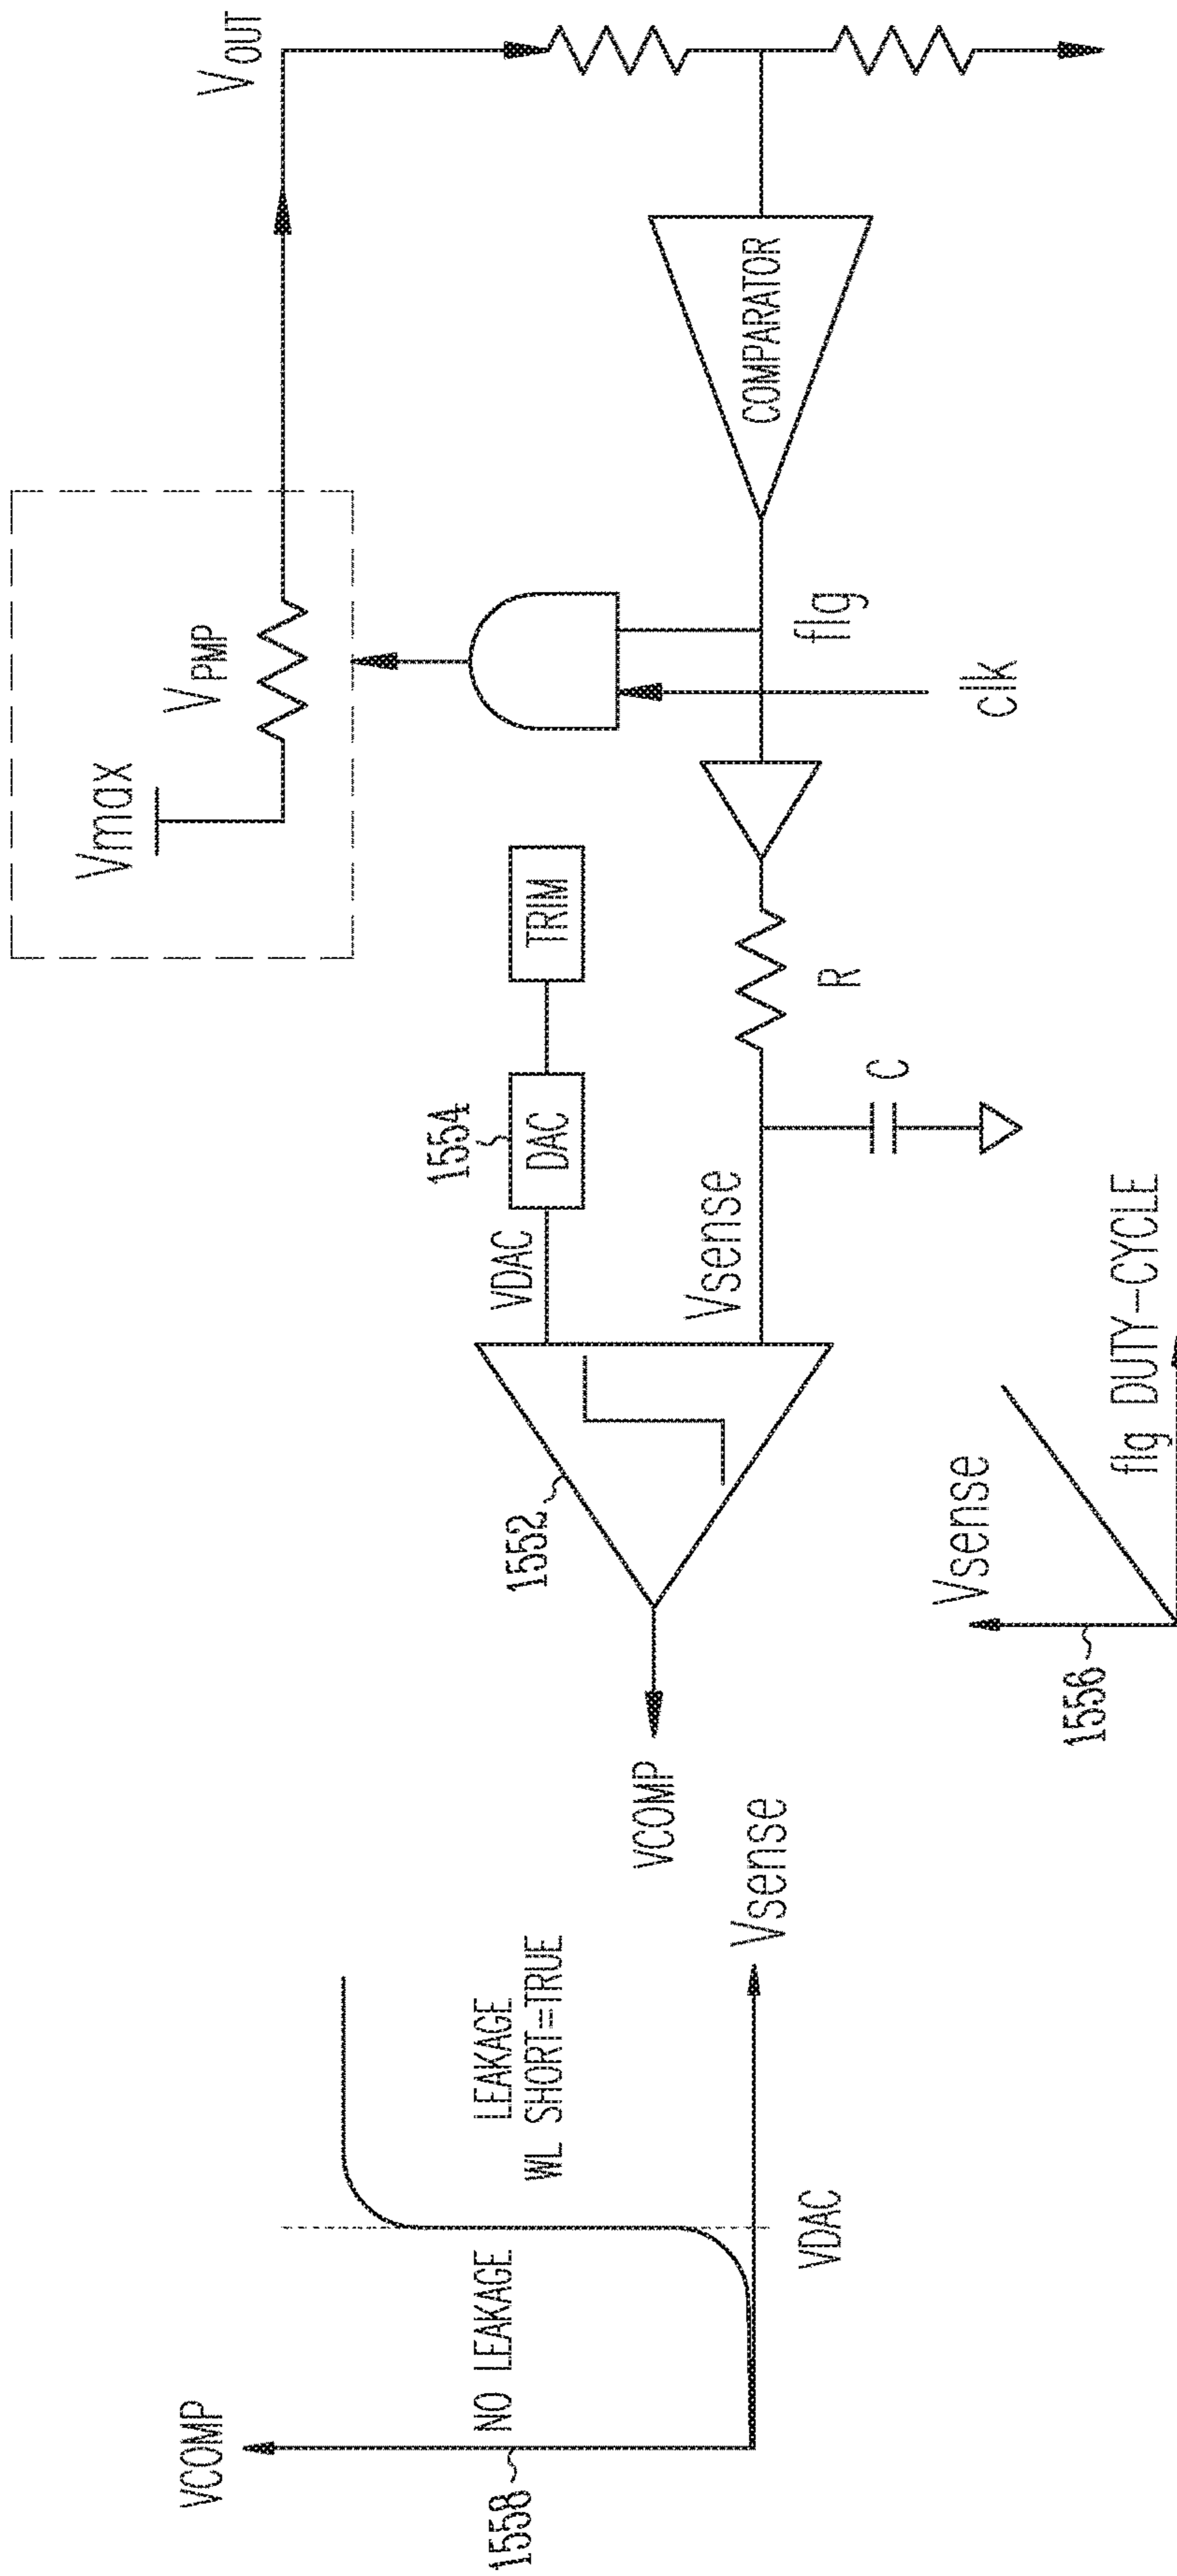 Vmax
VPMP
VOUT
COMPARATOR
flg
clk
TRIM
DAC
1554
VDAC
R
C
Vsense
1552
VCOMP
Vsense
flg DUTY-CYCLE
1556
VCOMP
NO LEAKAGE
LEAKAGE
WL SHORT=TRUE
VDAC
Vsense
1558